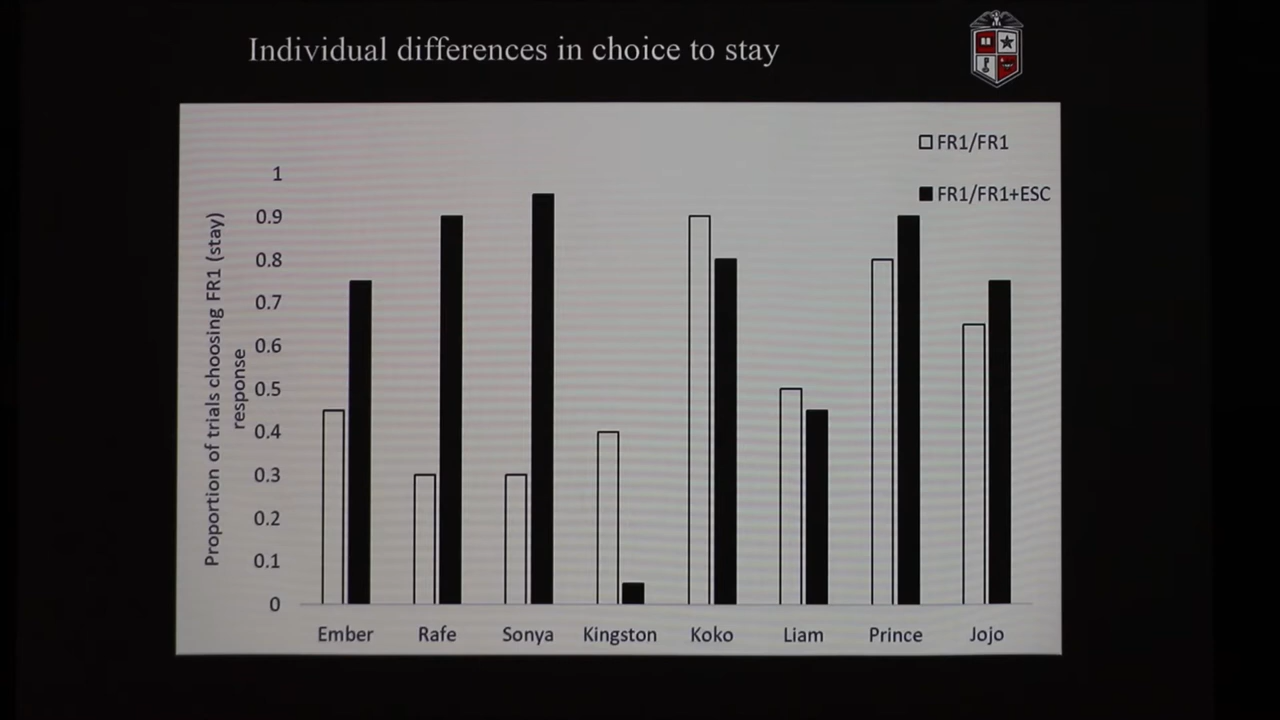 Individual differences in choice to stay
FR1/FR1
FR1/FR1+ESC
Proportion of trials choosing FR1 (stay)
response
1
0.9
0.8
0.7
0.6
0.5
0.4
0.3
0.2
0.1
0
Ember Rafe Sonya Kingston Koko Liam Prince Jojo